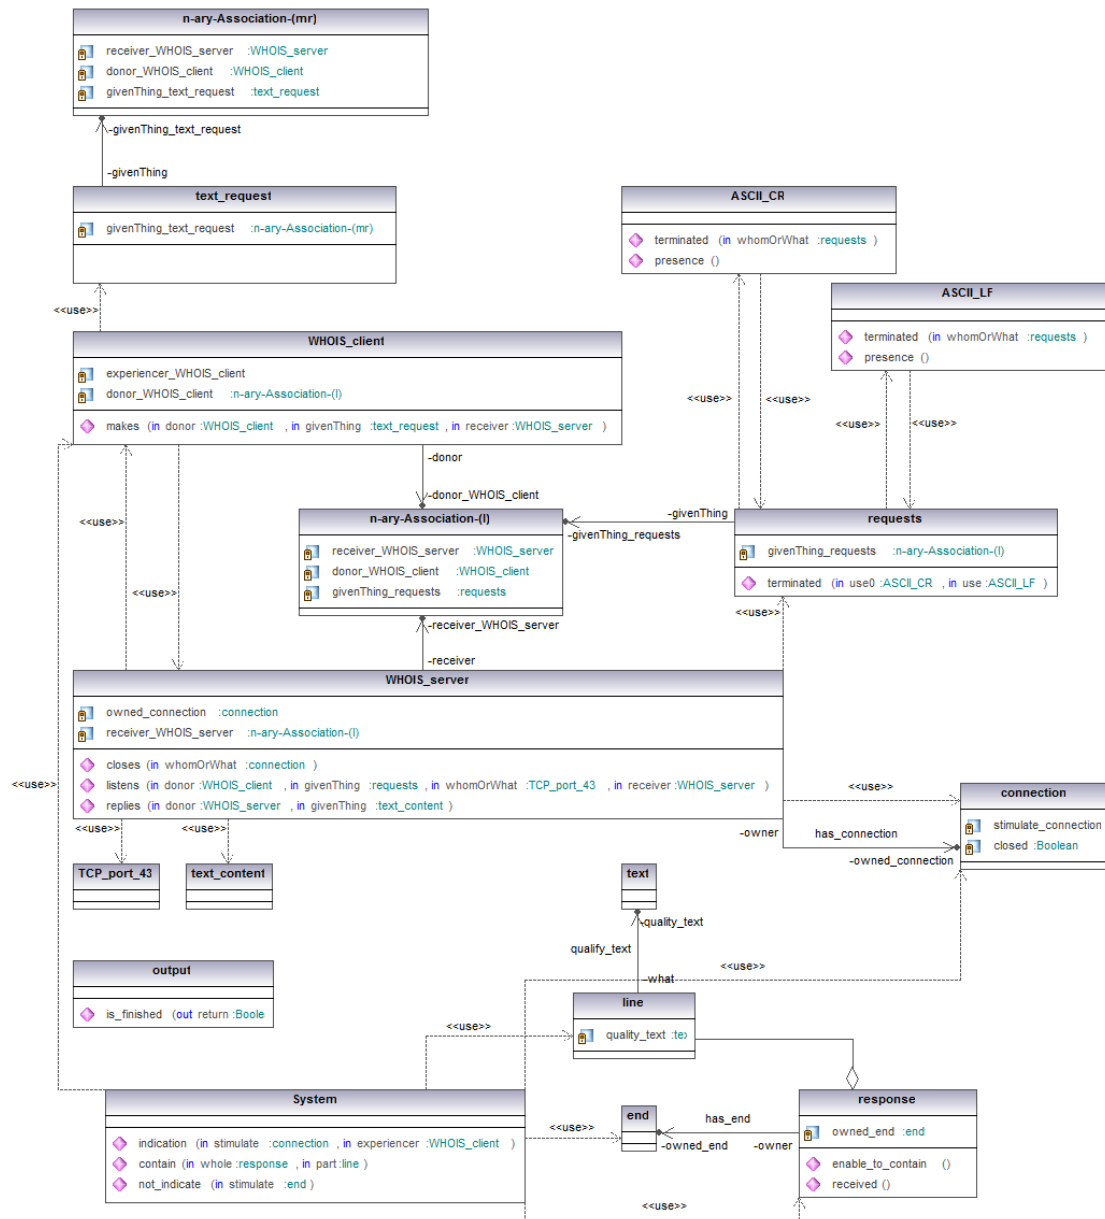 n-ary-Association-(mr)
receiver_WHOIS_server :WHOIS_server
donor_WHOIS_client :WHOIS_client
givenThing_text_request :text_request
-givenThing_text_request
-givenThing
text_request
givenThing_text_request :n-ary-Association-(mr)
ASCII_CR
terminated (in whomOrWhat :requests )
presence ()
<<use>>
ASCII_LF
terminated (in whomOrWhat :requests )
presence ()
WHOIS_client
experiencer_WHOIS_client
donor_WHOIS_client :n-ary-Association-(l)
makes (in donor :WHOIS_client , in givenThing :text_request , in receiver :WHOIS_server )
<<use>>
<<use>>
<<use>>
<<use>>
-donor
-donor_WHOIS_client
n-ary-Association-(l)
receiver_WHOIS_server :WHOIS_server
donor_WHOIS_client :WHOIS_client
givenThing_requests :requests
-givenThing
-givenThing_requests
requests
givenThing_requests :n-ary-Association-(l)
terminated (in use0 :ASCII_CR , in use :ASCII_LF )
<<use>>
<<use>>
<<use>>
-receiver_WHOIS_server
-receiver
WHOIS_server
owned_connection :connection
receiver_WHOIS_server :n-ary-Association-(l)
closes (in whomOrWhat :connection )
listens (in donor :WHOIS_client , in givenThing :requests , in whomOrWhat :TCP_port_43 , in receiver :WHOIS_server )
replies (in donor :WHOIS_server , in givenThing :text_content )
<<use>>
<<use>>
<<use>>
<<use>>
-owner
has_connection
-owned_connection
connection
stimulate_connection
closed :Boolean
TCP_port_43
text_content
text
-quality_text
qualify_text
-what
<<use>>
output
is_finished (out return :Boole
line
quality_text :te
<<use>>
System
indication (in stimulate :connection , in experiencer :WHOIS_client )
contain (in whole :response , in part :line )
not_indicate (in stimulate :end )
<<use>>
end
has_end
-owned_end
-owner
response
owned_end :end
enable_to_contain ()
received ()
<<use>>